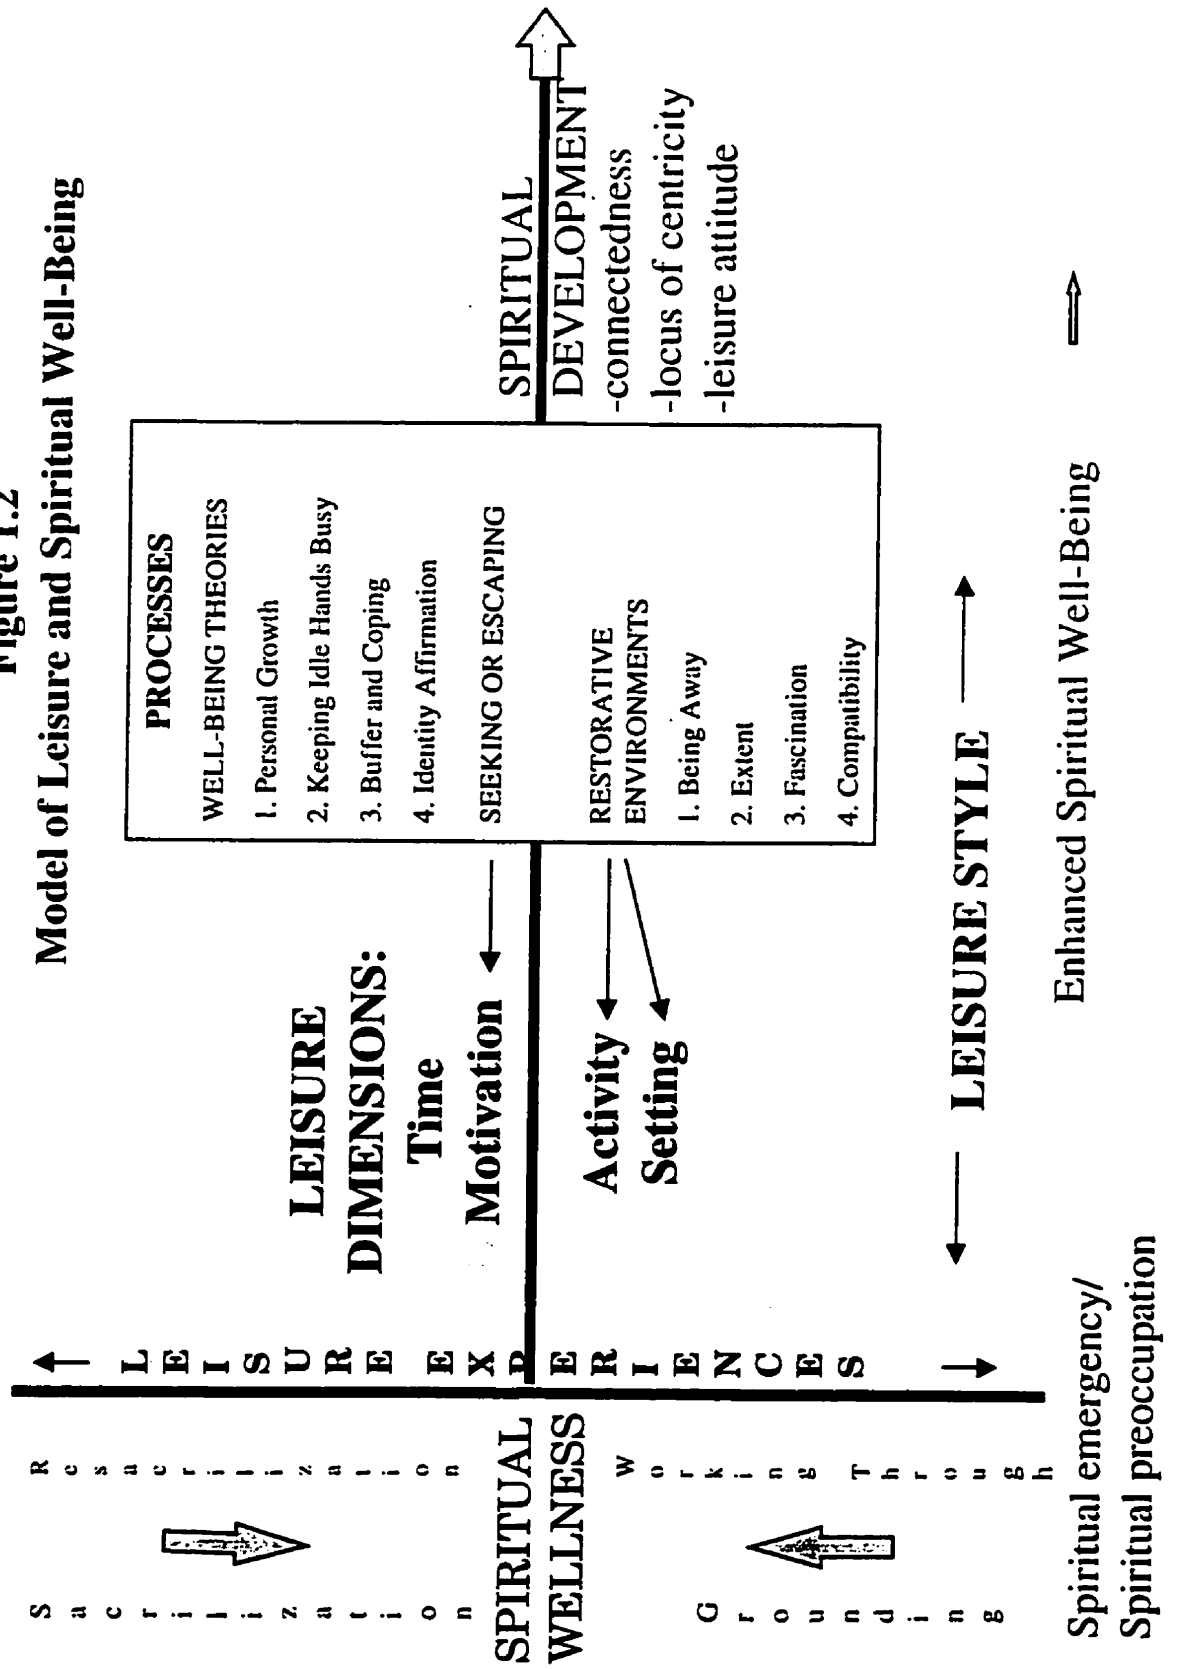 Figure 1.2
Model of Leisure and Spiritual Well-Being
Sacrilization
Resacrilization
LEISURE EXPERIENCES
SPIRITUAL
WELLNESS
Grounding
Working Through
LEISURE
DIMENSIONS:
Time
Motivation
Activity
Setting
PROCESSES
WELL-BEING THEORIES
1. Personal Growth
2. Keeping Idle Hands Busy
3. Buffer and Coping
4. Identity Affirmation
SEEKING OR ESCAPING
RESTORATIVE
ENVIRONMENTS
1. Being Away
2. Extent
3. Fascination
4. Compatibility
SPIRITUAL
DEVELOPMENT
-connectedness
-locus of centricity
-leisure attitude
LEISURE STYLE
Spiritual emergency/
Spiritual preoccupation
Enhanced Spiritual Well-Being